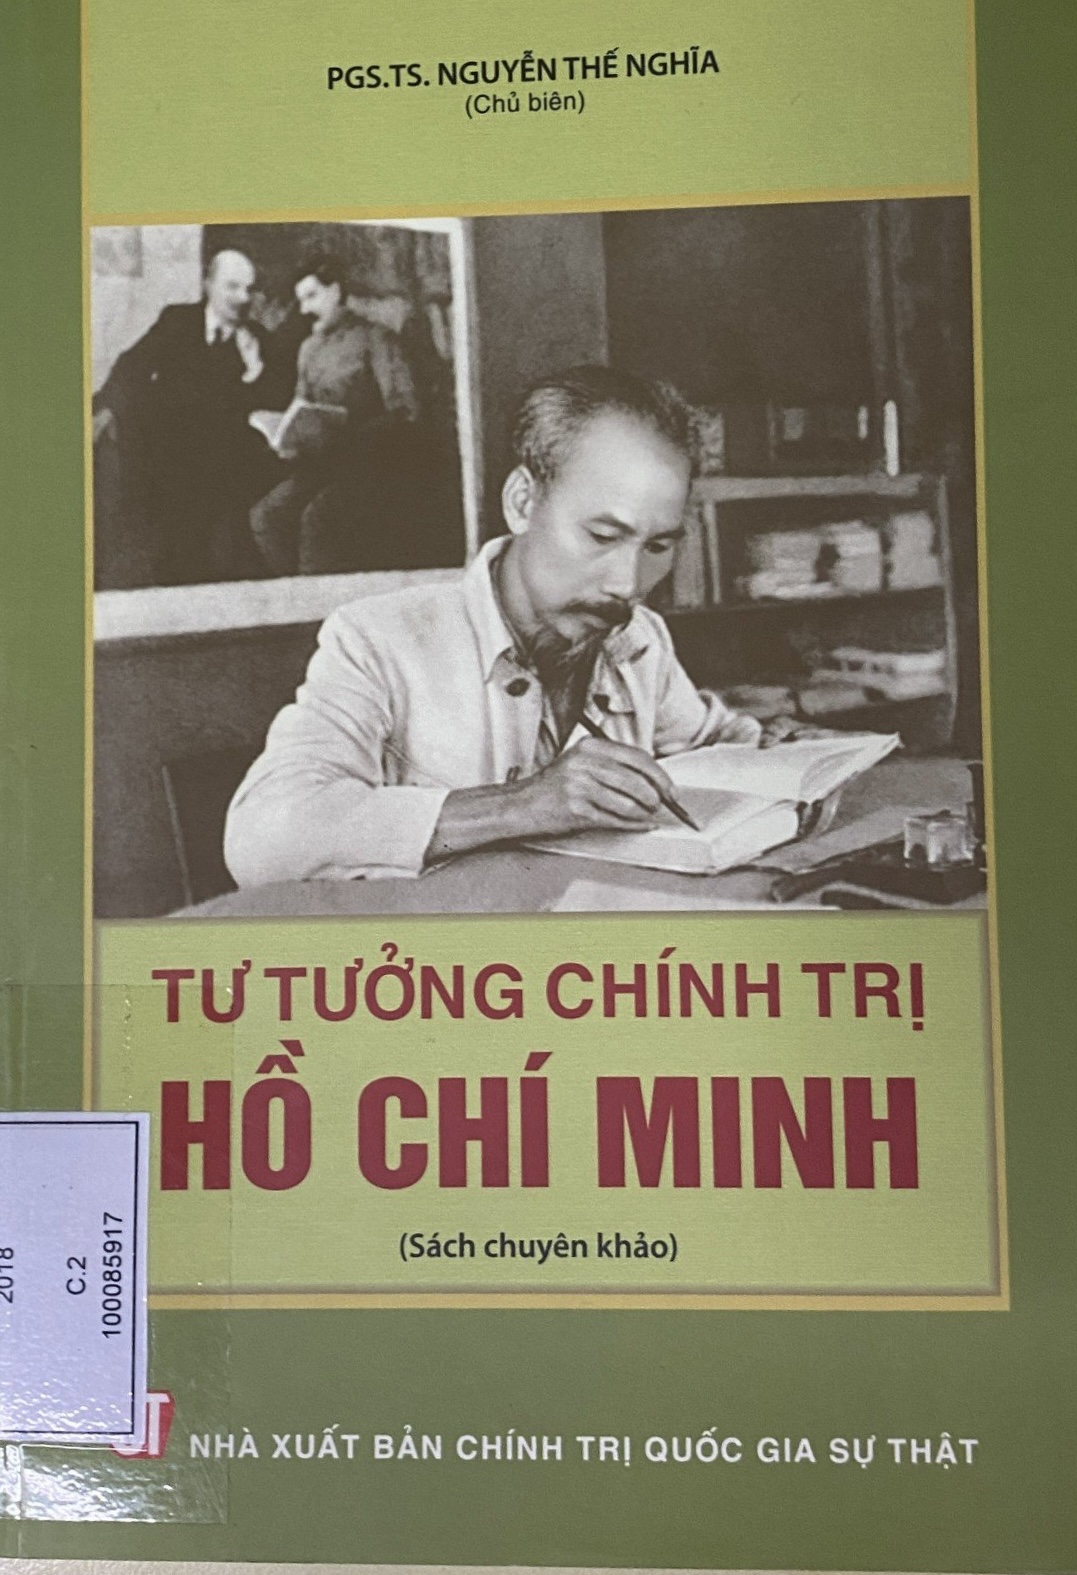 PGS.TS. NGUYỄN THẾ NGHĨA
(Chủ biên)
TƯ TƯỞNG CHÍNH TRỊ
HỒ CHÍ MINH
(Sách chuyên khảo)
2018
C.2
100085917
NHÀ XUẤT BẢN CHÍNH TRỊ QUỐC GIA SỰ THẬT